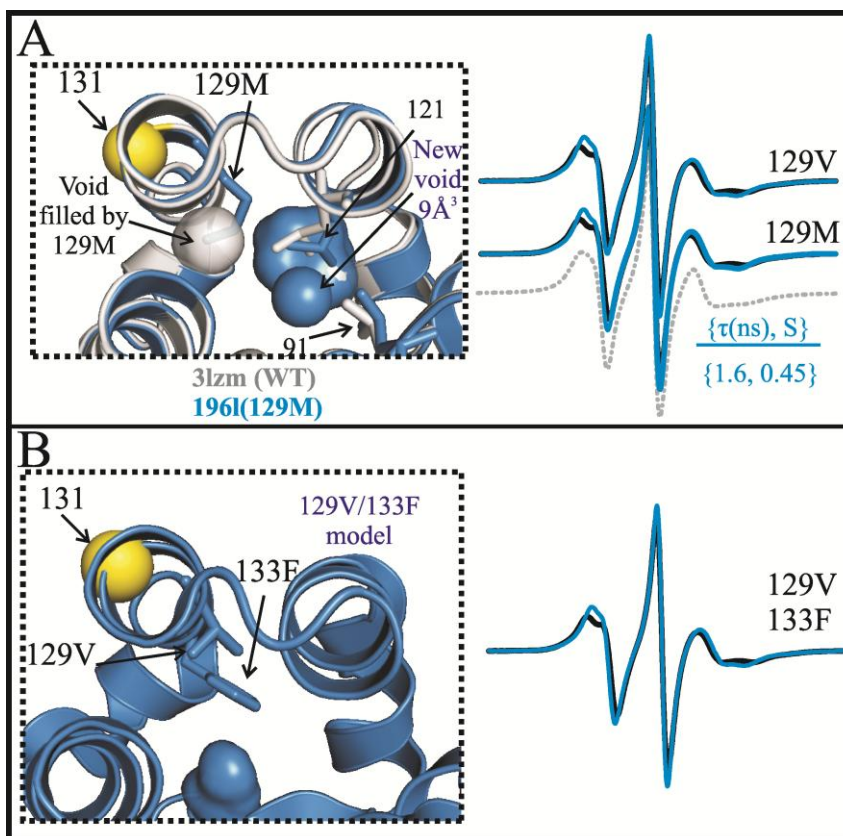 A
131
129M
121
New
void
9Å³
Void
filled by
129M
91
3lzm (WT)
196l(129M)
129V
129M
{τ(ns), S}
{1.6, 0.45}
B
131
129V/133F
model
133F
129V
129V
133F